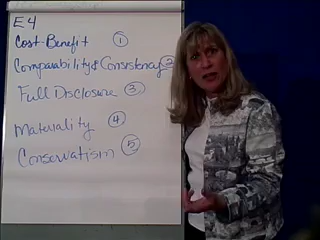 E4
Cost-Benefit ①
Comparability & Consistency ②
Full Disclosure ③
Materiality ④
Conservatism ⑤